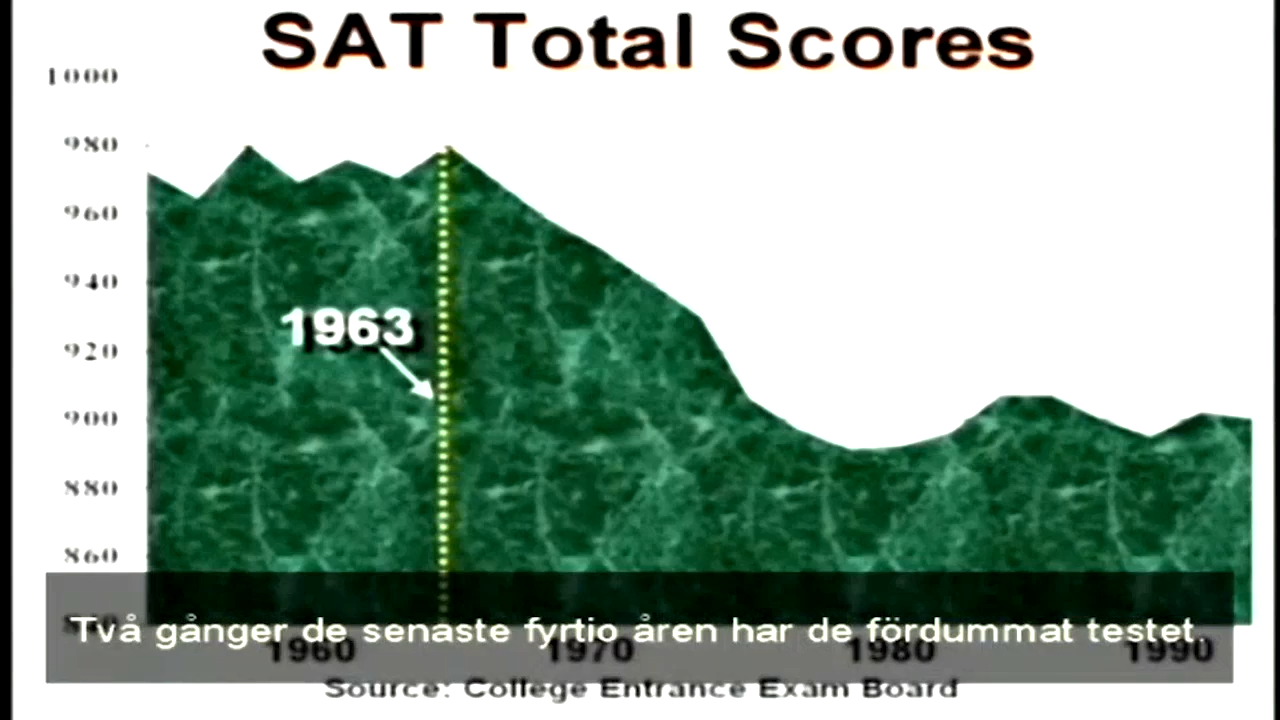 SAT Total Scores
1000
980
960
940
920
900
880
860
1963
Två gånger de senaste fyrtio åren har de fördummat testet.
1960 1970 1980 1990
Source: College Entrance Exam Board